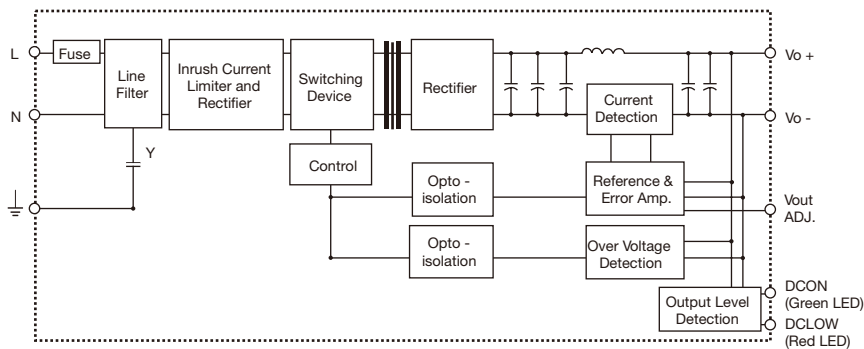 L
Fuse
Line
Filter
Inrush Current
Limiter and
Rectifier
Switching
Device
Rectifier
Vo +
N
Current
Detection
Vo -
Y
Control
Opto -
isolation
Reference &
Error Amp.
Vout
ADJ.
Opto -
isolation
Over Voltage
Detection
Output Level
Detection
DCON
(Green LED)
DCLOW
(Red LED)